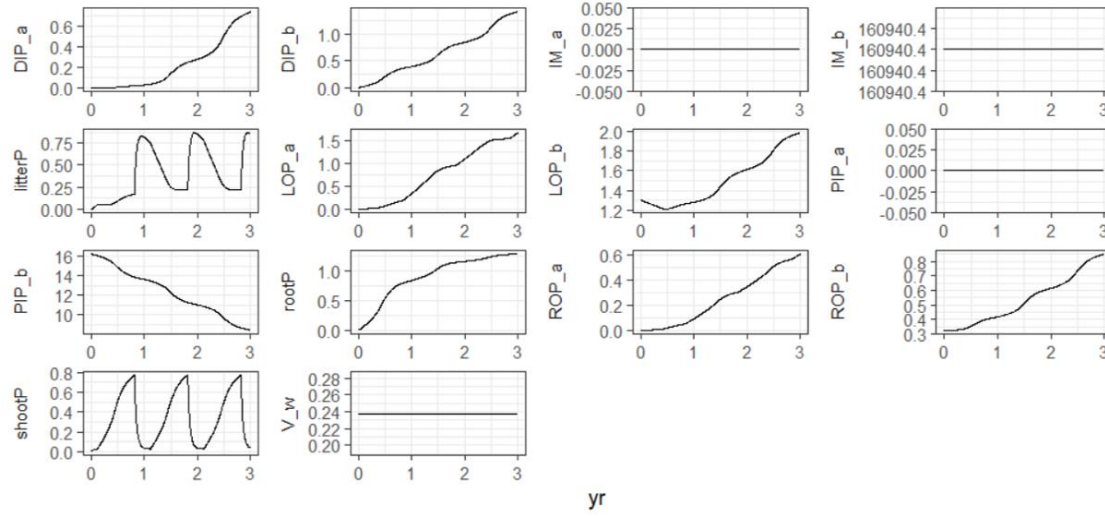 DIP_a
0.6
0.4
0.2
0.0
0 1 2 3
DIP_b
1.0
0.5
0.0
0 1 2 3
IM_a
0.050
0.025
0.000
-0.025
-0.050
0 1 2 3
IM_b
160940.4
160940.4
160940.4
160940.4
0 1 2 3
litterP
0.75
0.50
0.25
0.00
0 1 2 3
LOP_a
1.5
1.0
0.5
0.0
0 1 2 3
LOP_b
2.0
1.8
1.6
1.4
1.2
0 1 2 3
PIP_a
0.050
0.025
0.000
-0.025
-0.050
0 1 2 3
PIP_b
16
14
12
10
0 1 2 3
rootP
1.0
0.5
0.0
0 1 2 3
ROP_a
0.6
0.4
0.2
0.0
0 1 2 3
ROP_b
0.8
0.7
0.6
0.5
0.4
0.3
0 1 2 3
shootP
0.8
0.6
0.4
0.2
0.0
0 1 2 3
V_w
0.28
0.26
0.24
0.22
0.20
0 1 2 3
yr